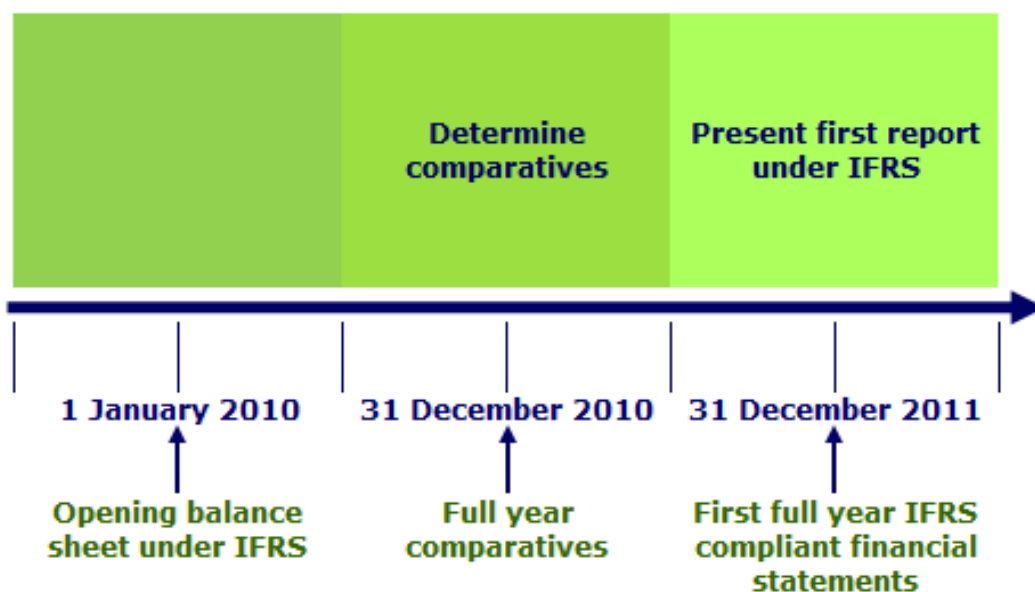 Determine
comparatives
Present first report
under IFRS
1 January 2010
31 December 2010
31 December 2011
Opening balance
sheet under IFRS
Full year
comparatives
First full year IFRS
compliant financial
statements